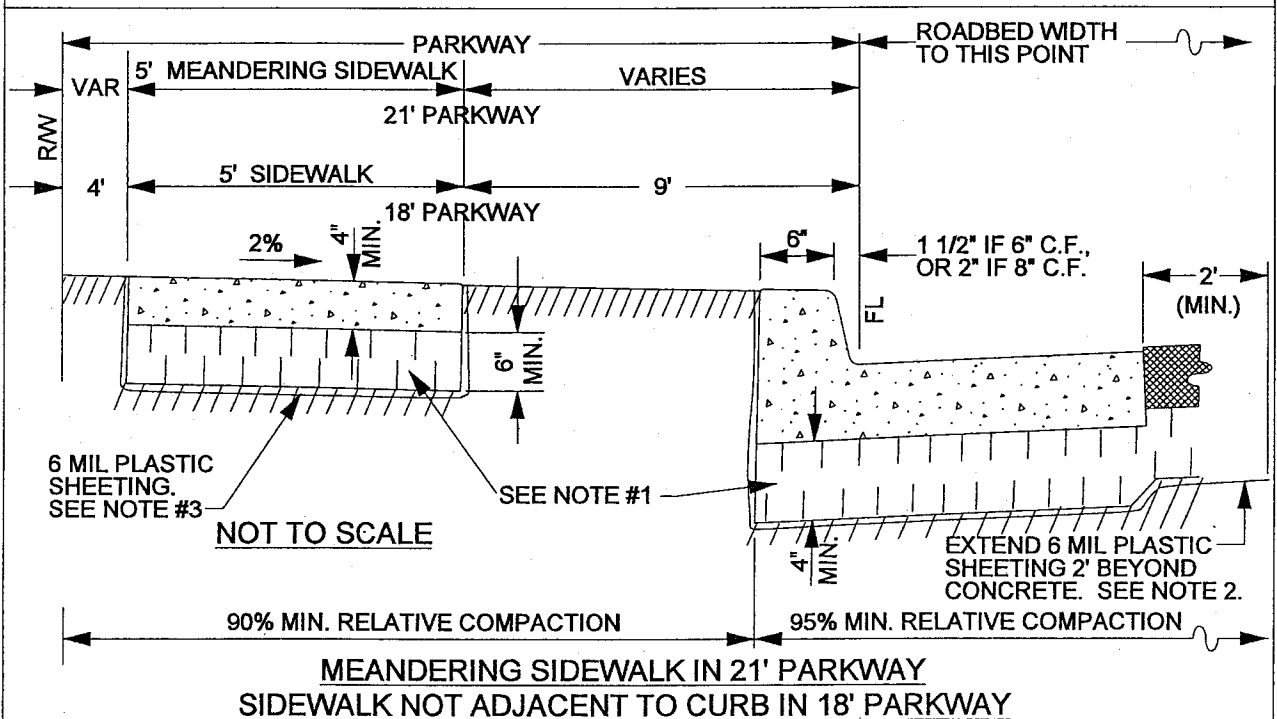 PARKWAY
ROADBED WIDTH
TO THIS POINT
VAR
5' MEANDERING SIDEWALK
VARIES
21' PARKWAY
R/W
4'
5' SIDEWALK
9'
18' PARKWAY
2%
4"
MIN.
6"
1 1/2" IF 6" C.F.,
OR 2" IF 8" C.F.
2'
(MIN.)
FL
6"
MIN.
6 MIL PLASTIC
SHEETING.
SEE NOTE #3
SEE NOTE #1
NOT TO SCALE
4"
MIN.
EXTEND 6 MIL PLASTIC
SHEETING 2' BEYOND
CONCRETE. SEE NOTE 2.
90% MIN. RELATIVE COMPACTION
95% MIN. RELATIVE COMPACTION
MEANDERING SIDEWALK IN 21' PARKWAY
SIDEWALK NOT ADJACENT TO CURB IN 18' PARKWAY